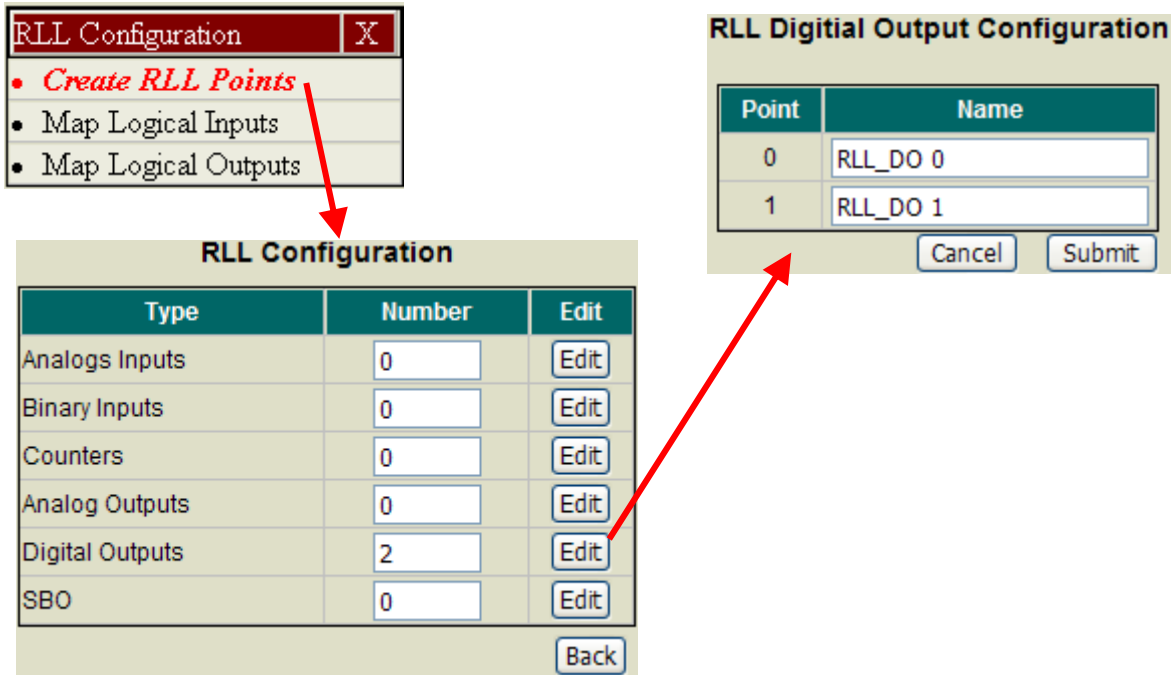 RLL Configuration X
• Create RLL Points
• Map Logical Inputs
• Map Logical Outputs
RLL Configuration
Type Number Edit
Analogs Inputs 0 Edit
Binary Inputs 0 Edit
Counters 0 Edit
Analog Outputs 0 Edit
Digital Outputs 2 Edit
SBO 0 Edit
Back
RLL Digitial Output Configuration
Point Name
0 RLL_DO 0
1 RLL_DO 1
Cancel Submit